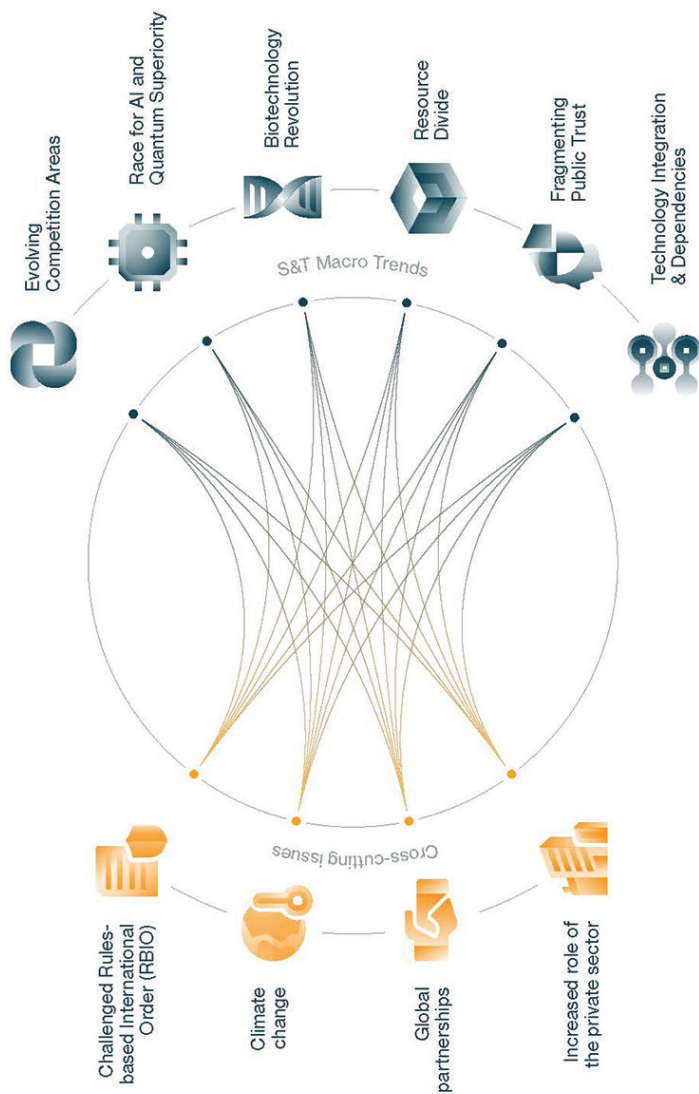 Evolving
Competition Areas
Race for AI and
Quantum Superiority
Biotechnology
Revolution
Resource
Divide
Fragmenting
Public Trust
Technology Integration
& Dependencies
S&T Macro Trends
Cross-cutting issues
Challenged Rules-
based International
Order (RBIO)
Climate
change
Global
partnerships
Increased role of
the private sector